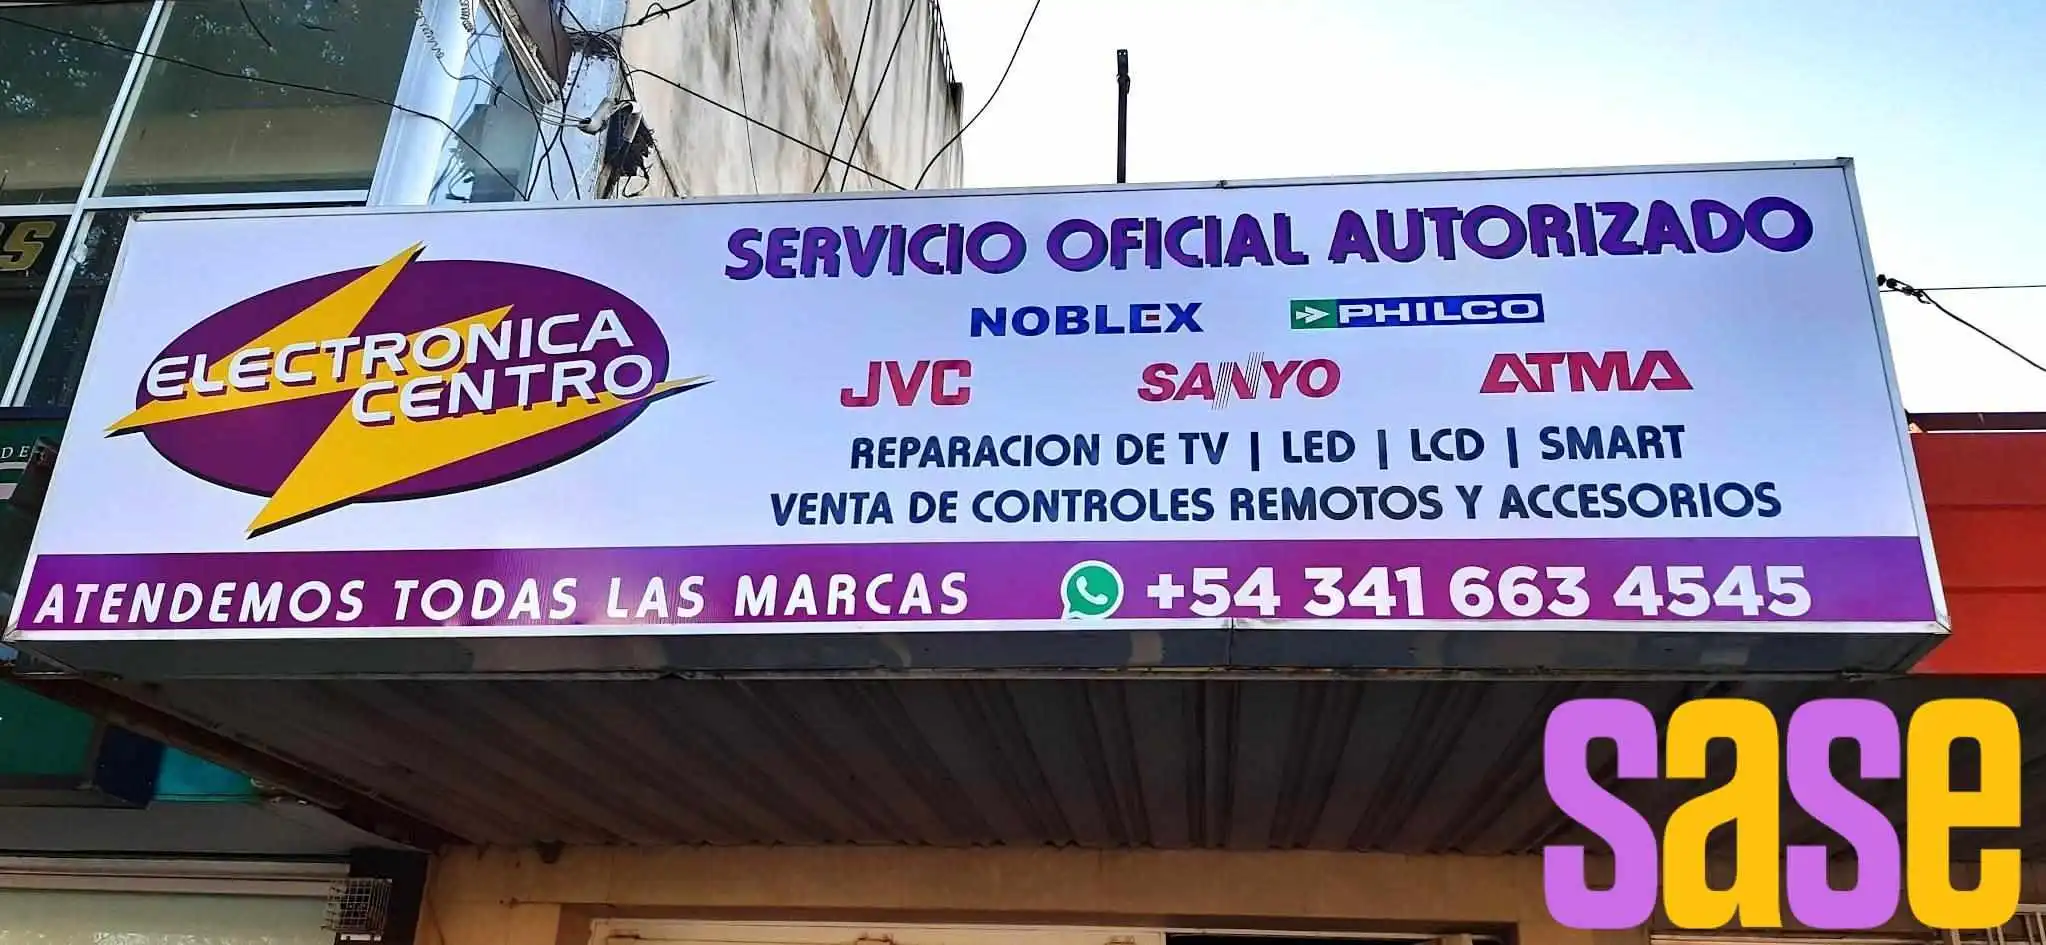 ELECTRONICA
CENTRO
SERVICIO OFICIAL AUTORIZADO
NOBLEX PHILCO
JVC SANYO ATMA
REPARACION DE TV | LED | LCD | SMART
VENTA DE CONTROLES REMOTOS Y ACCESORIOS
ATENDEMOS TODAS LAS MARCAS +54 341 663 4545
DE
sase